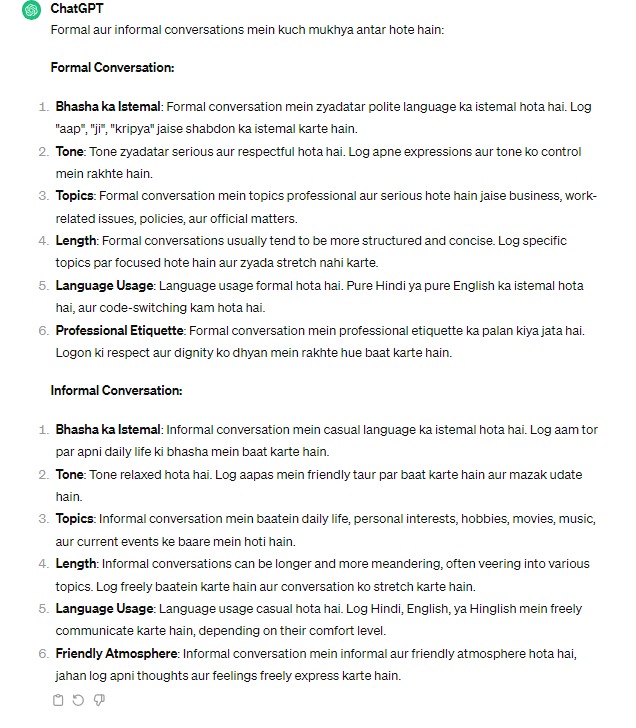 ChatGPT
Formal aur informal conversations mein kuch mukhya antar hote hain:
Formal Conversation:
1. Bhasha ka Istemal: Formal conversation mein zyadatar polite language ka istemal hota hai. Log
"aap", "ji", "kripya" jaise shabdon ka istemal karte hain.
2. Tone: Tone zyadatar serious aur respectful hota hai. Log apne expressions aur tone ko control
mein rakhte hain.
3. Topics: Formal conversation mein topics professional aur serious hote hain jaise business, work-
related issues, policies, aur official matters.
4. Length: Formal conversations usually tend to be more structured and concise. Log specific
topics par focused hote hain aur zyada stretch nahi karte.
5. Language Usage: Language usage formal hota hai. Pure Hindi ya pure English ka istemal hota
hai, aur code-switching kam hota hai.
6. Professional Etiquette: Formal conversation mein professional etiquette ka palan kiya jata hai.
Logon ki respect aur dignity ko dhyan mein rakhte hue baat karte hain.
Informal Conversation:
1. Bhasha ka Istemal: Informal conversation mein casual language ka istemal hota hai. Log aam tor
par apni daily life ki bhasha mein baat karte hain.
2. Tone: Tone relaxed hota hai. Log aapas mein friendly taur par baat karte hain aur mazak udate
hain.
3. Topics: Informal conversation mein baatein daily life, personal interests, hobbies, movies, music,
aur current events ke baare mein hoti hain.
4. Length: Informal conversations can be longer and more meandering, often veering into various
topics. Log freely baatein karte hain aur conversation ko stretch karte hain.
5. Language Usage: Language usage casual hota hai. Log Hindi, English, ya Hinglish mein freely
communicate karte hain, depending on their comfort level.
6. Friendly Atmosphere: Informal conversation mein informal aur friendly atmosphere hota hai,
jahan log apni thoughts aur feelings freely express karte hain.